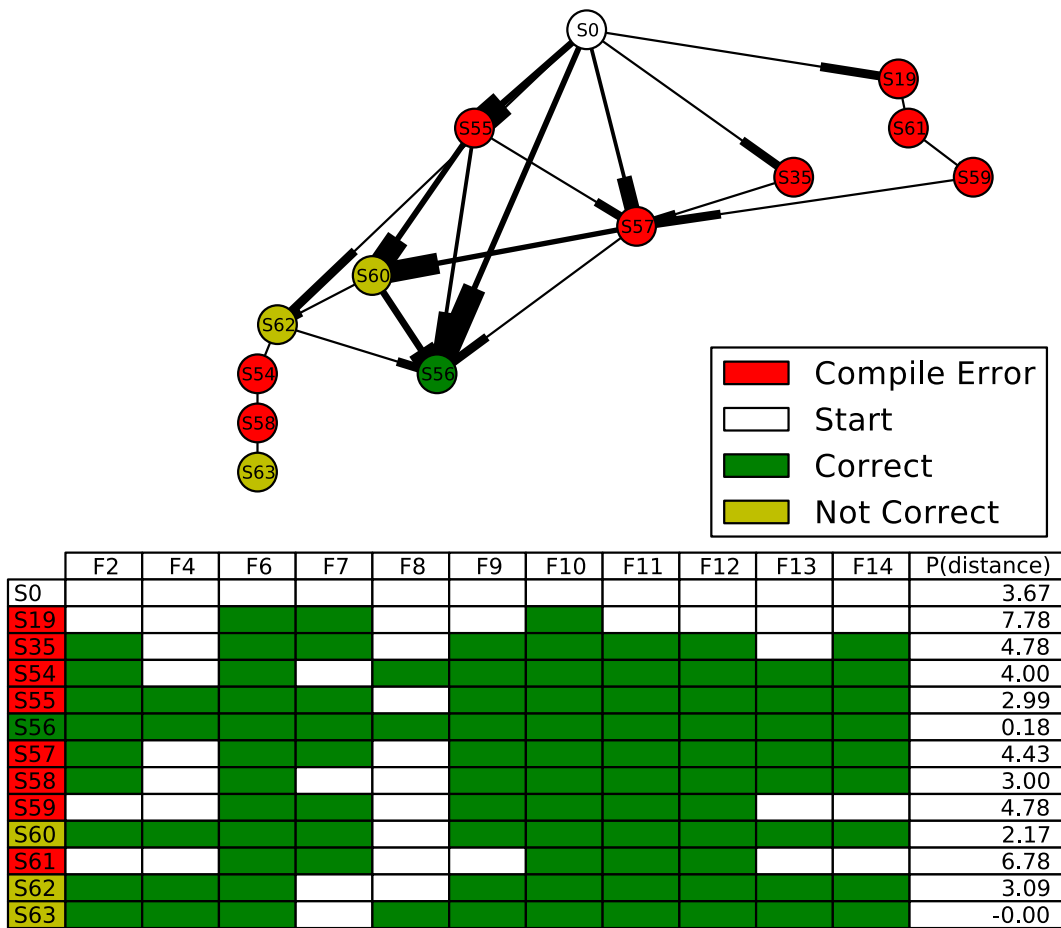 S0
S19
S55
S61
S35
S59
S57
S60
S62
S54
S56
S58
S63
Compile Error
Start
Correct
Not Correct
F2 F4 F6 F7 F8 F9 F10 F11 F12 F13 F14 P(distance)
S0 3.67
S19 7.78
S35 4.78
S54 4.00
S55 2.99
S56 0.18
S57 4.43
S58 3.00
S59 4.78
S60 2.17
S61 6.78
S62 3.09
S63 -0.00